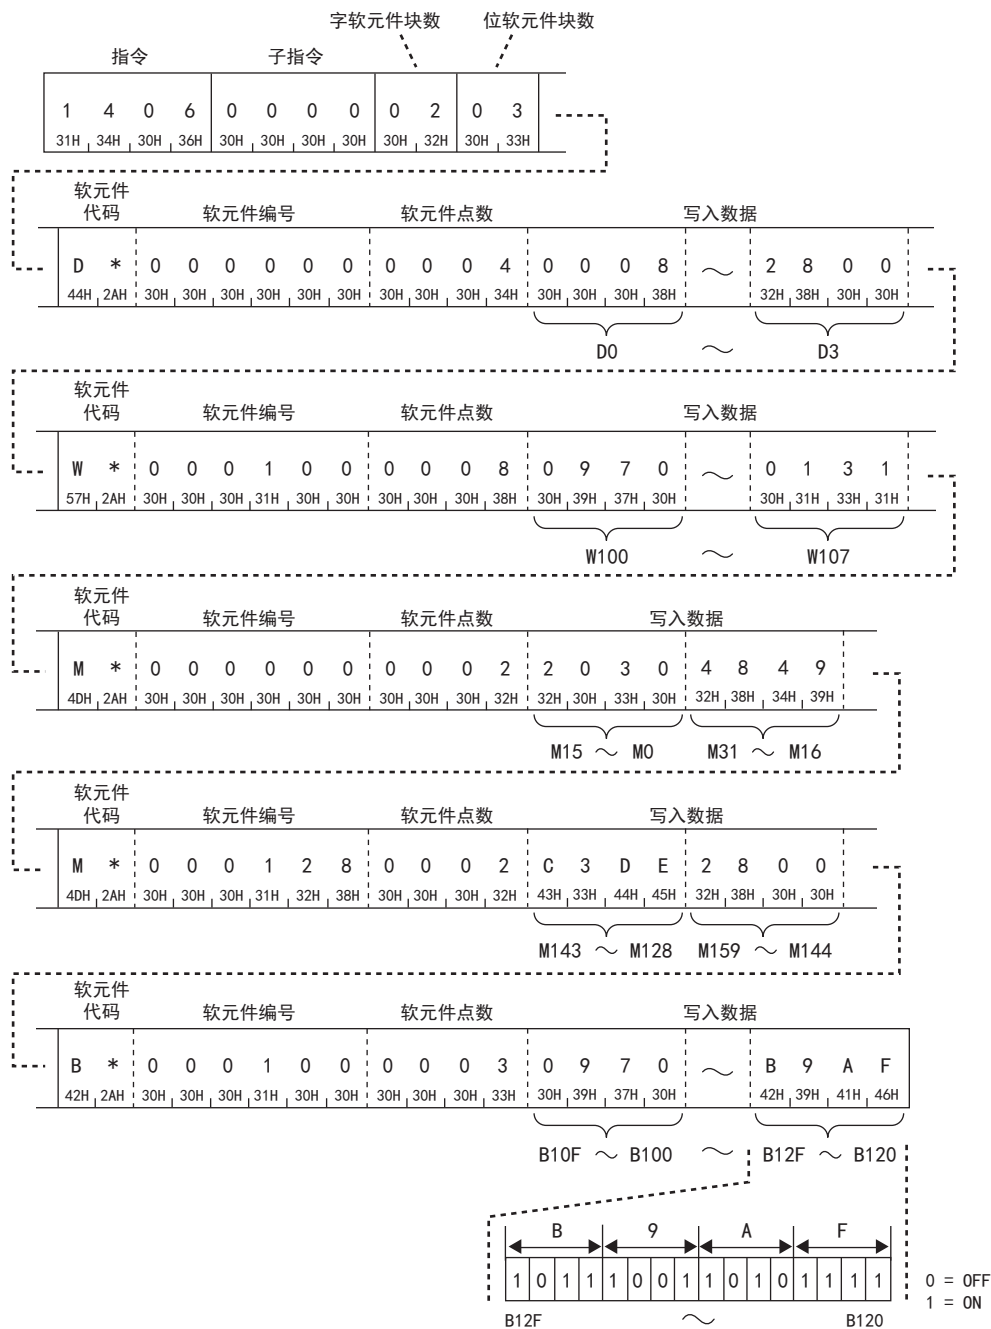 字软元件块数 位软元件块数
指令 子指令
1 4 0 6 0 0 0 0 0 2 0 3
31H 34H 30H 36H 30H 30H 30H 30H 30H 32H 30H 33H
软元件
代码 软元件编号 软元件点数 写入数据
D * 0 0 0 0 0 0 0 0 0 4 0 0 0 8 ～ 2 8 0 0
44H 2AH 30H 30H 30H 30H 30H 30H 30H 30H 30H 34H 30H 30H 30H 38H 32H 38H 30H 30H
D0 ～ D3
软元件
代码 软元件编号 软元件点数 写入数据
W * 0 0 0 1 0 0 0 0 0 8 0 9 7 0 ～ 0 1 3 1
57H 2AH 30H 30H 30H 31H 30H 30H 30H 30H 30H 38H 30H 39H 37H 30H 30H 31H 33H 31H
W100 ～ W107
软元件
代码 软元件编号 软元件点数 写入数据
M * 0 0 0 0 0 0 0 0 0 2 2 0 3 0 4 8 4 9
4DH 2AH 30H 30H 30H 30H 30H 30H 30H 30H 30H 32H 32H 30H 33H 30H 32H 38H 34H 39H
M15 ～ M0 M31 ～ M16
软元件
代码 软元件编号 软元件点数 写入数据
M * 0 0 0 1 2 8 0 0 0 2 C 3 D E 2 8 0 0
4DH 2AH 30H 30H 30H 31H 32H 38H 30H 30H 30H 32H 43H 33H 44H 45H 32H 38H 30H 30H
M143 ～ M128 M159 ～ M144
软元件
代码 软元件编号 软元件点数 写入数据
B * 0 0 0 1 0 0 0 0 0 3 0 9 7 0 ～ B 9 A F
42H 2AH 30H 30H 30H 31H 30H 30H 30H 30H 30H 33H 30H 39H 37H 30H 42H 39H 41H 46H
B10F ～ B100 ～ B12F ～ B120
B 9 A F
1 0 1 1 1 0 0 1 1 0 1 0 1 1 1 1 0 = OFF
1 = ON
B12F ～ B120